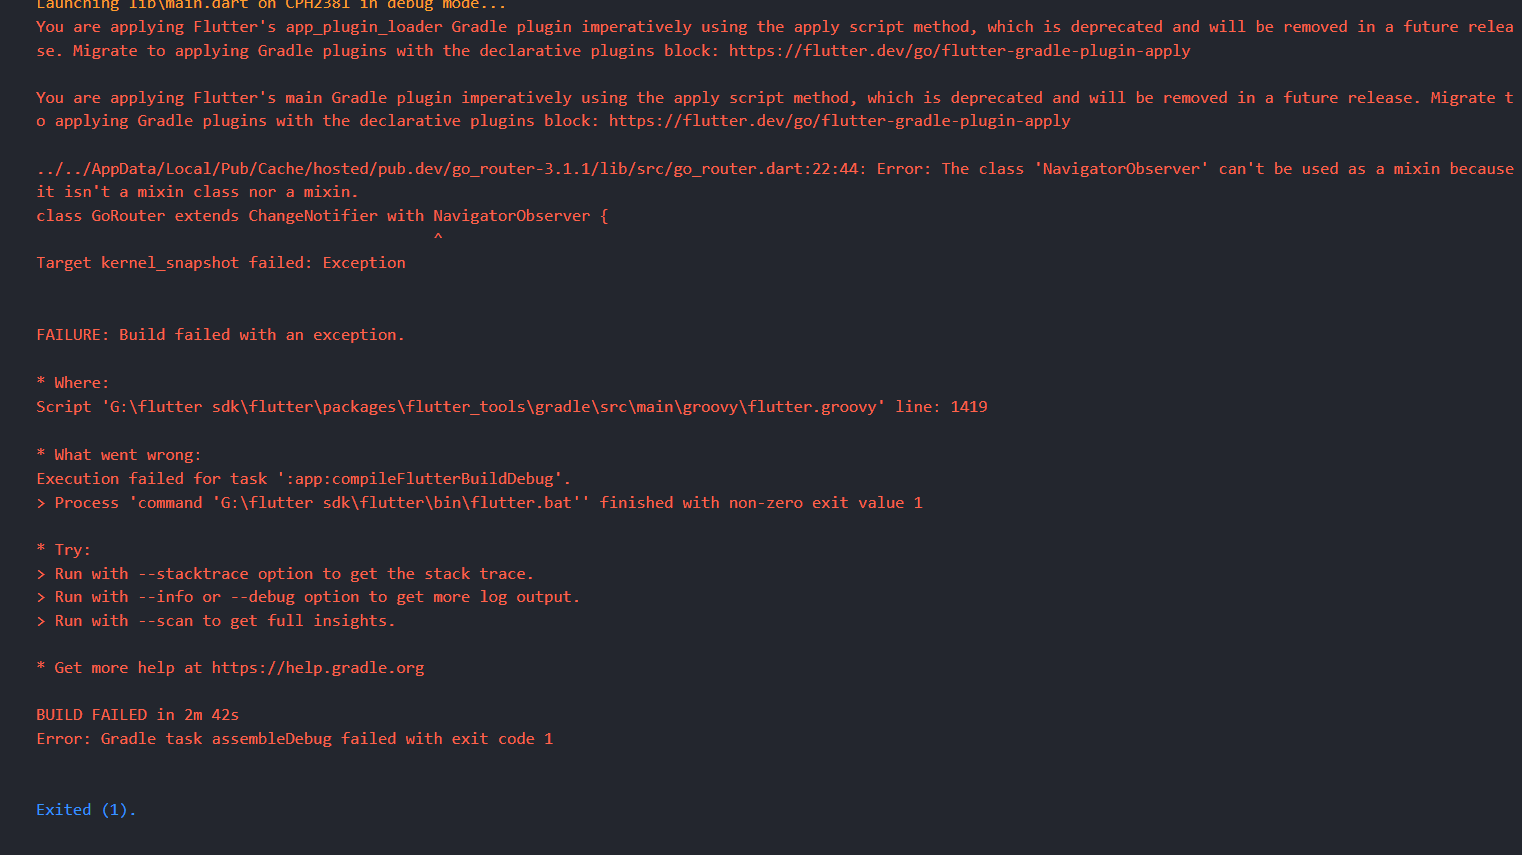 Launching lib\main.dart on CPH2381 in debug mode...
You are applying Flutter's app_plugin_loader Gradle plugin imperatively using the apply script method, which is deprecated and will be removed in a future relea
se. Migrate to applying Gradle plugins with the declarative plugins block: https://flutter.dev/go/flutter-gradle-plugin-apply
You are applying Flutter's main Gradle plugin imperatively using the apply script method, which is deprecated and will be removed in a future release. Migrate t
o applying Gradle plugins with the declarative plugins block: https://flutter.dev/go/flutter-gradle-plugin-apply
../../AppData/Local/Pub/Cache/hosted/pub.dev/go_router-3.1.1/lib/src/go_router.dart:22:44: Error: The class 'NavigatorObserver' can't be used as a mixin because
it isn't a mixin class nor a mixin.
class GoRouter extends ChangeNotifier with NavigatorObserver {
^
Target kernel_snapshot failed: Exception
FAILURE: Build failed with an exception.
* Where:
Script 'G:\flutter sdk\flutter\packages\flutter_tools\gradle\src\main\groovy\flutter.groovy' line: 1419
* What went wrong:
Execution failed for task ':app:compileFlutterBuildDebug'.
> Process 'command 'G:\flutter sdk\flutter\bin\flutter.bat'' finished with non-zero exit value 1
* Try:
> Run with --stacktrace option to get the stack trace.
> Run with --info or --debug option to get more log output.
> Run with --scan to get full insights.
* Get more help at https://help.gradle.org
BUILD FAILED in 2m 42s
Error: Gradle task assembleDebug failed with exit code 1
Exited (1).